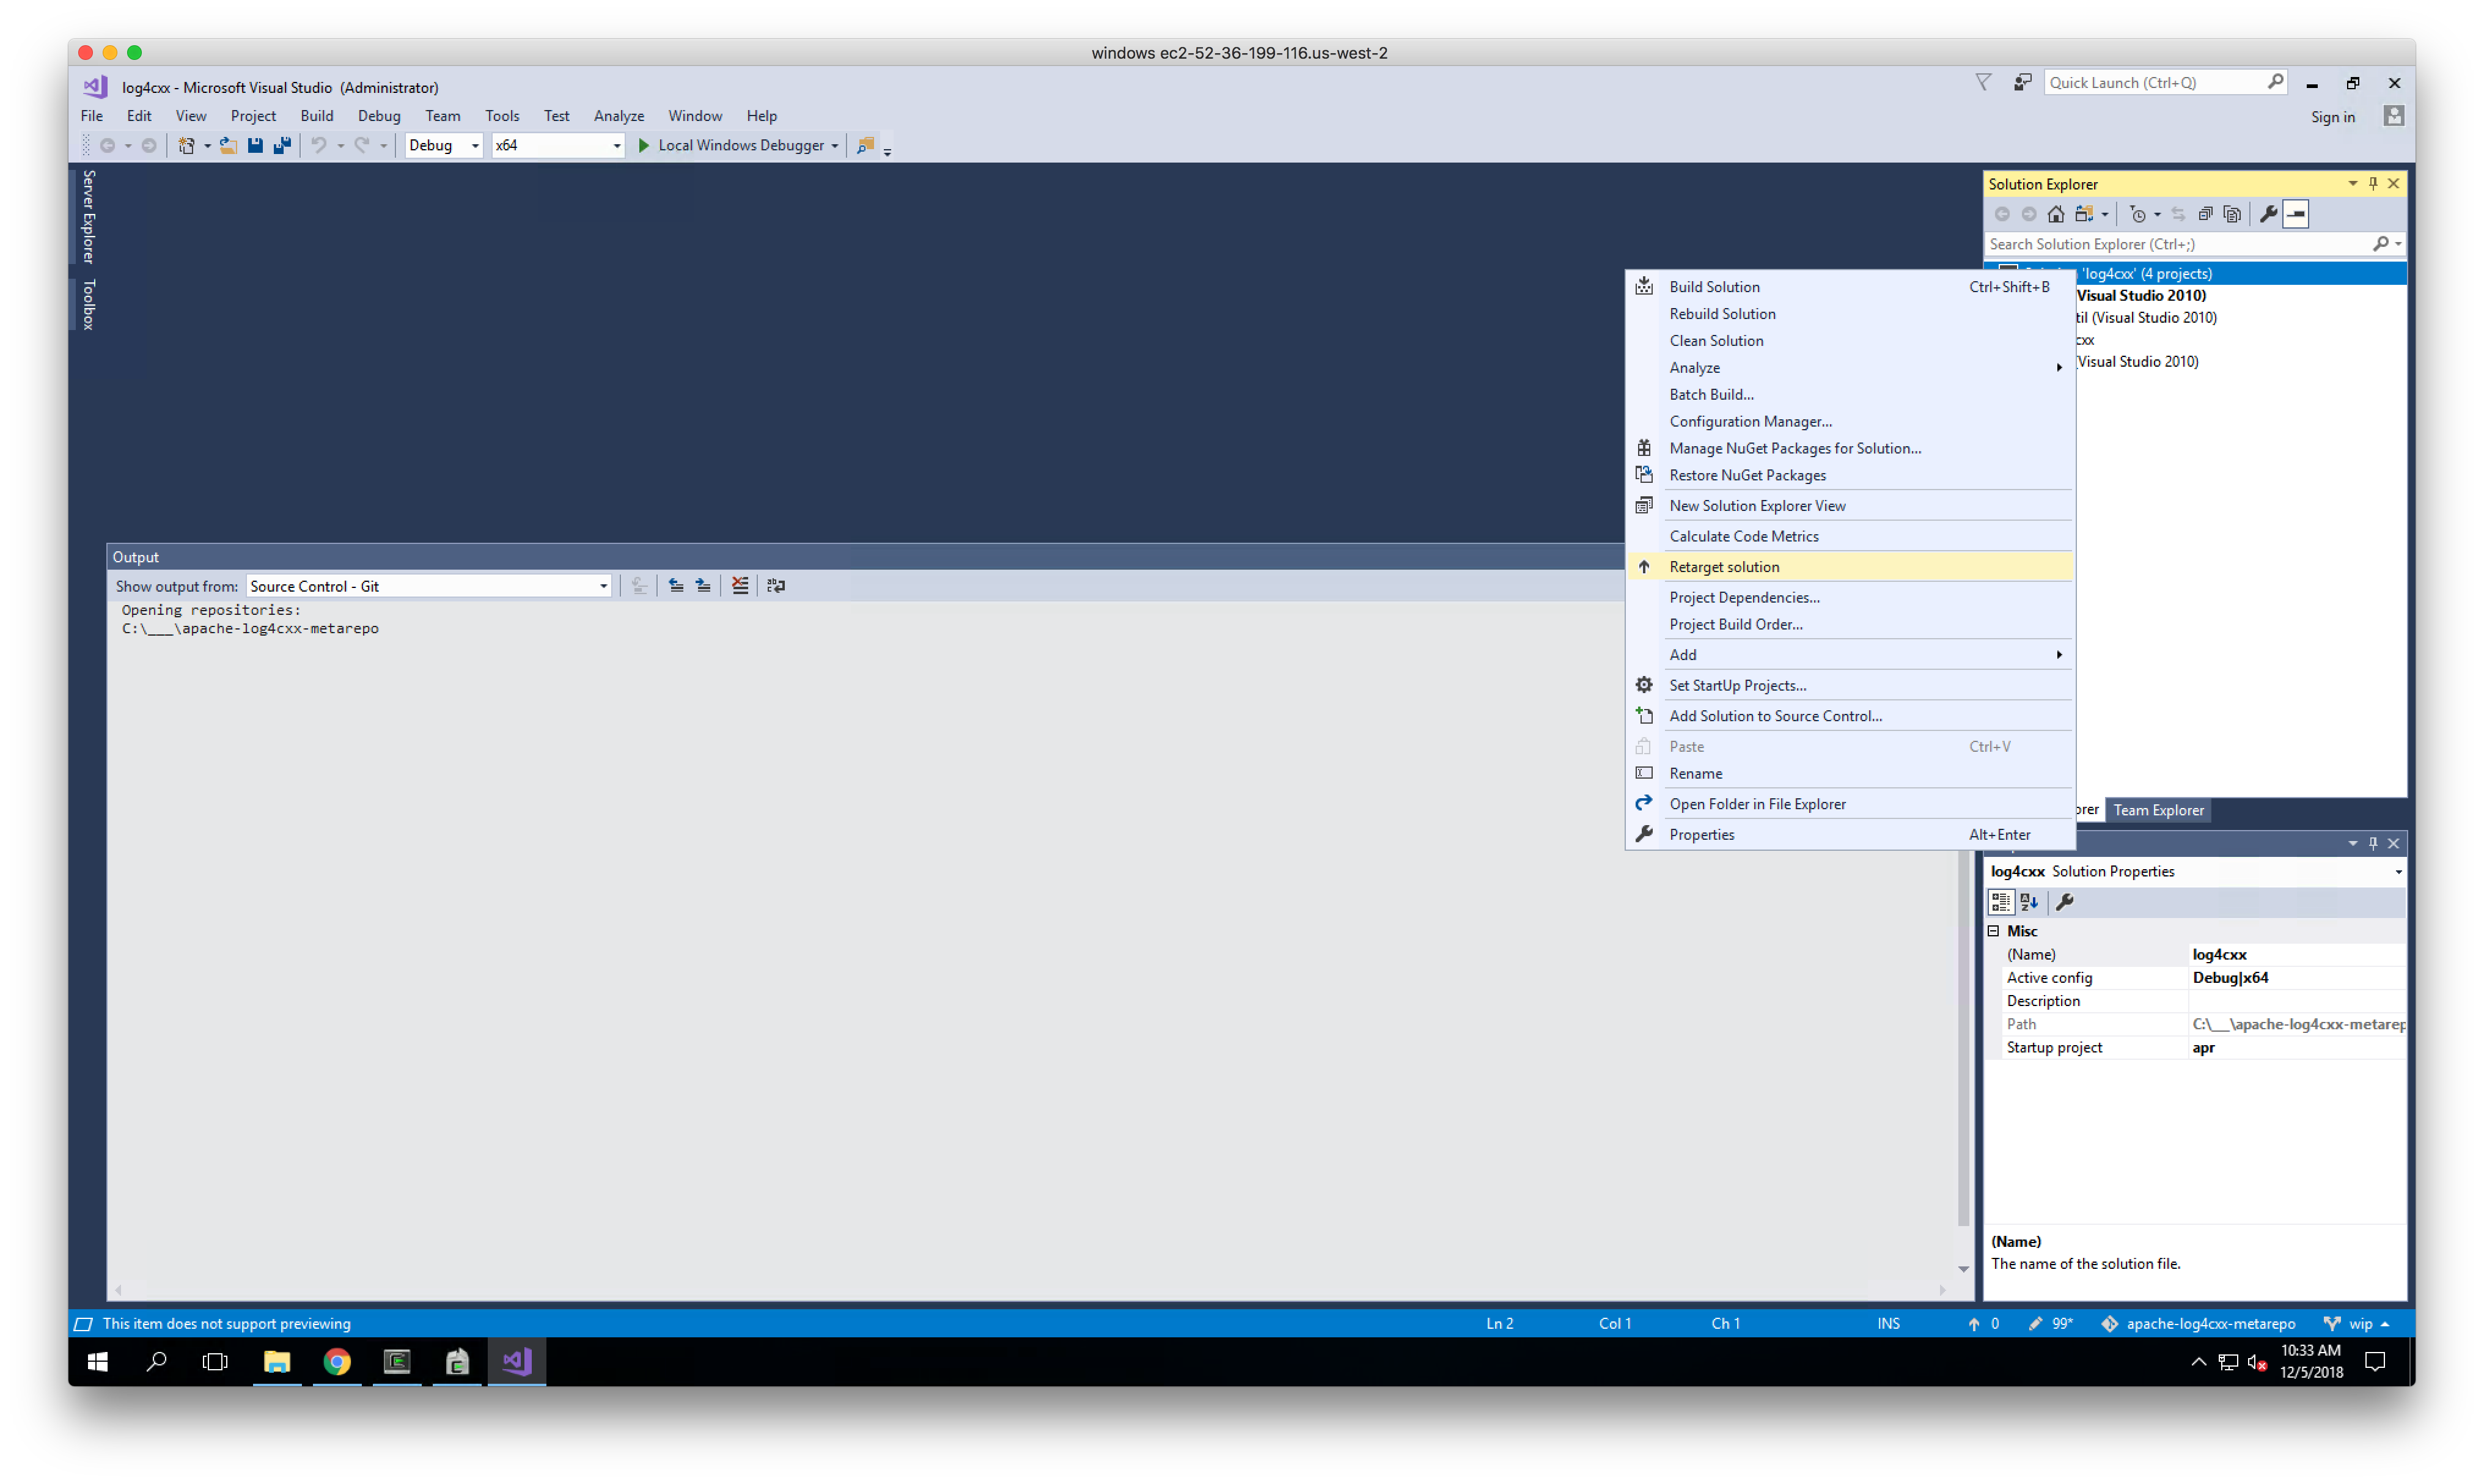 windows ec2-52-36-199-116.us-west-2
log4cxx - Microsoft Visual Studio (Administrator)
Quick Launch (Ctrl+Q)
File Edit View Project Build Debug Team Tools Test Analyze Window Help
Sign in
Debug x64 Local Windows Debugger
Server Explorer
Toolbox
Solution Explorer
Search Solution Explorer (Ctrl+;)
'log4cxx' (4 projects)
Visual Studio 2010)
til (Visual Studio 2010)
cxx
Visual Studio 2010)
Build Solution Ctrl+Shift+B
Rebuild Solution
Clean Solution
Analyze
Batch Build...
Configuration Manager...
Manage NuGet Packages for Solution...
Restore NuGet Packages
New Solution Explorer View
Calculate Code Metrics
Retarget solution
Project Dependencies...
Project Build Order...
Add
Set StartUp Projects...
Add Solution to Source Control...
Paste Ctrl+V
Rename
Open Folder in File Explorer
Properties Alt+Enter
Output
Show output from: Source Control - Git
Opening repositories:
C:\___\apache-log4cxx-metarepo
orer Team Explorer
log4cxx Solution Properties
Misc
(Name) log4cxx
Active config Debug|x64
Description
Path C:\__\apache-log4cxx-metarep
Startup project apr
(Name)
The name of the solution file.
This item does not support previewing
Ln 2 Col 1 Ch 1 INS 0 99* apache-log4cxx-metarepo wip
10:33 AM
12/5/2018